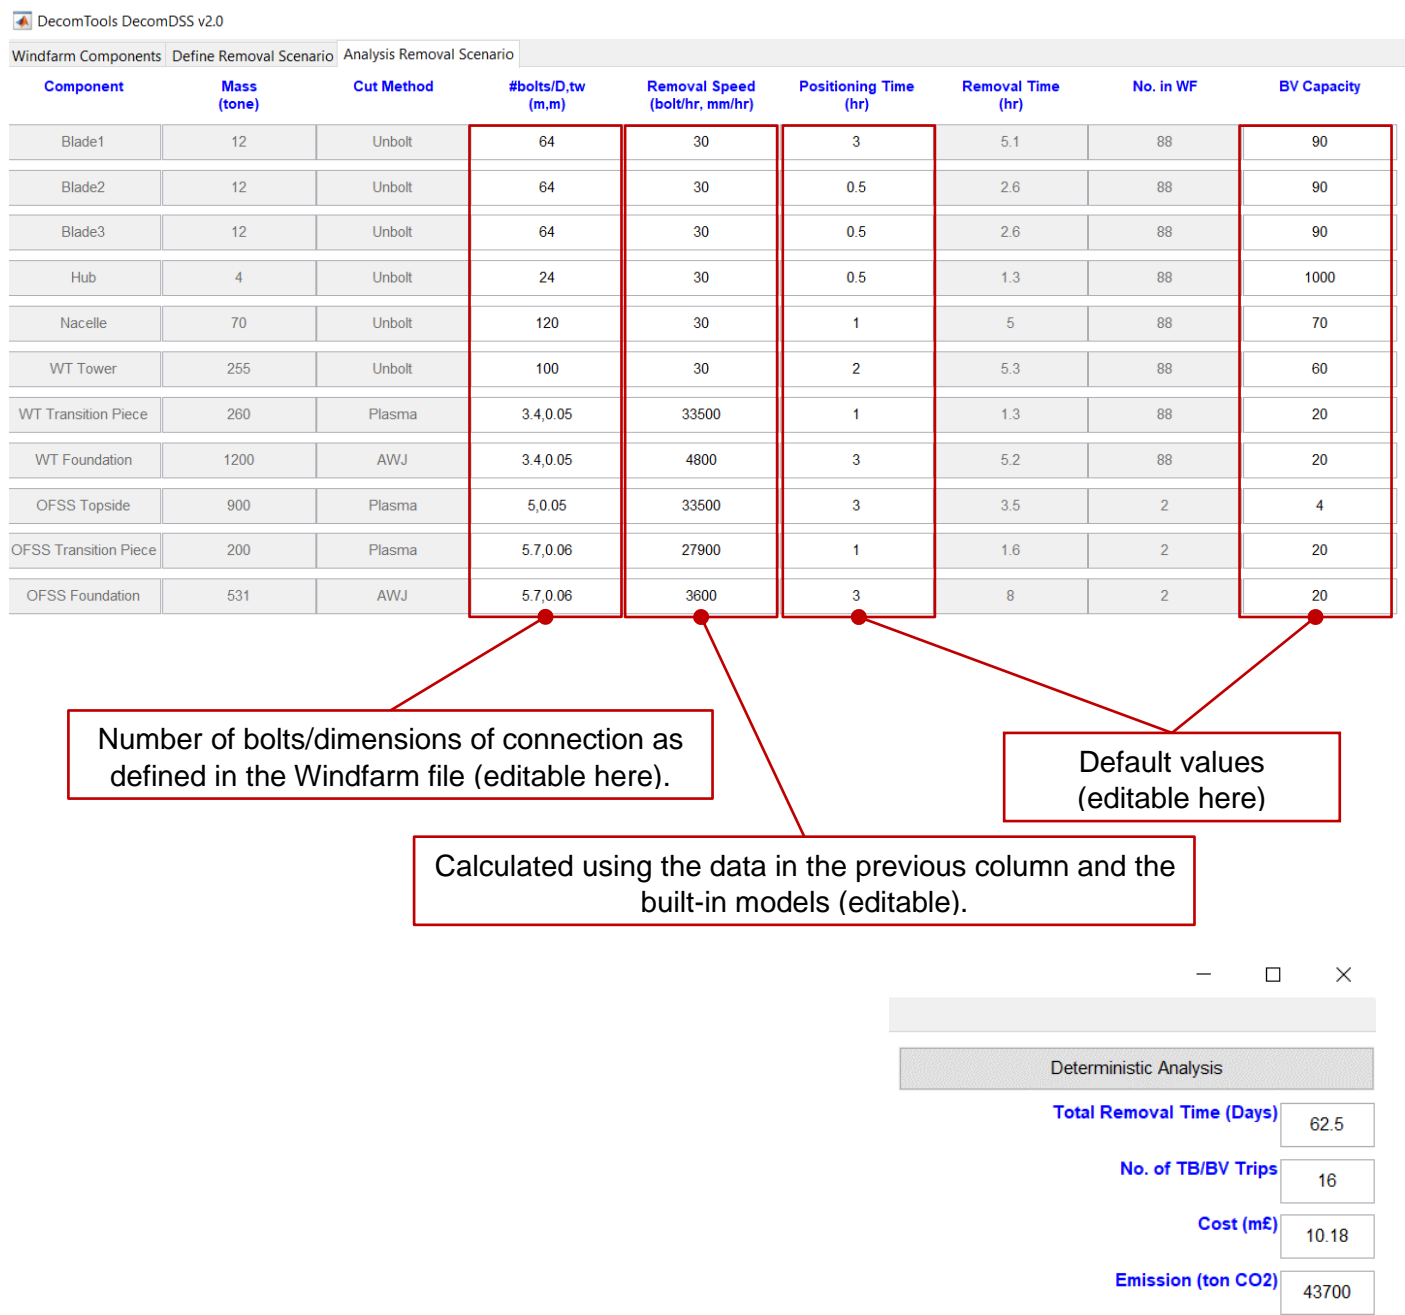 DecomTools DecomDSS v2.0
Windfarm Components Define Removal Scenario Analysis Removal Scenario
Component Mass Cut Method #bolts/D,tw Removal Speed Positioning Time Removal Time No. in WF BV Capacity
(tone) (m,m) (bolt/hr, mm/hr) (hr) (hr)
Blade1 12 Unbolt 64 30 3 5.1 88 90
Blade2 12 Unbolt 64 30 0.5 2.6 88 90
Blade3 12 Unbolt 64 30 0.5 2.6 88 90
Hub 4 Unbolt 24 30 0.5 1.3 88 1000
Nacelle 70 Unbolt 120 30 1 5 88 70
WT Tower 255 Unbolt 100 30 2 5.3 88 60
WT Transition Piece 260 Plasma 3.4,0.05 33500 1 1.3 88 20
WT Foundation 1200 AWJ 3.4,0.05 4800 3 5.2 88 20
OFSS Topside 900 Plasma 5,0.05 33500 3 3.5 2 4
OFSS Transition Piece 200 Plasma 5.7,0.06 27900 1 1.6 2 20
OFSS Foundation 531 AWJ 5.7,0.06 3600 3 8 2 20
Number of bolts/dimensions of connection as
defined in the Windfarm file (editable here).
Default values
(editable here)
Calculated using the data in the previous column and the
built-in models (editable).
Deterministic Analysis
Total Removal Time (Days) 62.5
No. of TB/BV Trips 16
Cost (m£) 10.18
Emission (ton CO2) 43700